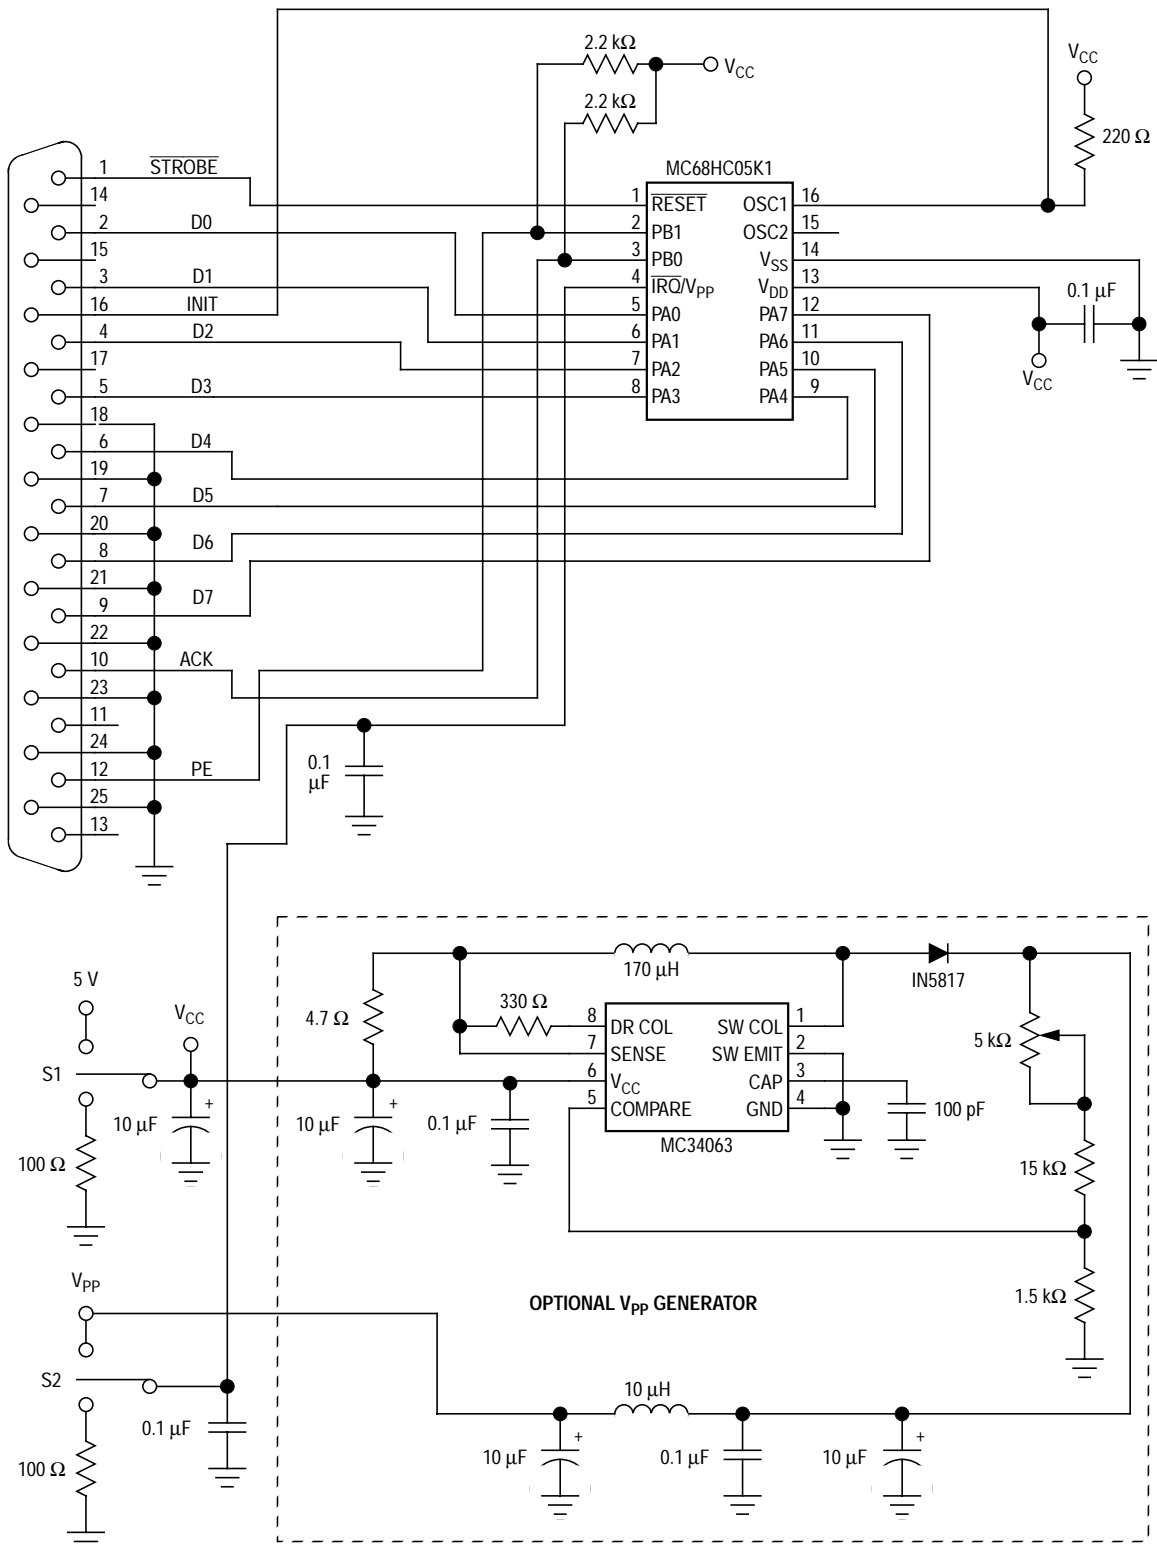 2.2 kΩ
VCC
2.2 kΩ
VCC
220 Ω
MC68HC05K1
1 STROBE
14
2 D0
15
3 D1
16 INIT
4 D2
17
5 D3
18
6 D4
19
7 D5
20
8 D6
21
9 D7
22
10 ACK
23
11
24
12 PE
25
13
1 RESET OSC1 16
2 PB1 OSC2 15
3 PB0 VSS 14
4 IRQ/VPP VDD 13
5 PA0 PA7 12
6 PA1 PA6 11
7 PA2 PA5 10
8 PA3 PA4 9
0.1 µF
VCC
0.1
µF
5 V
VCC
S1
10 µF +
100 Ω
4.7 Ω
170 µH
IN5817
330 Ω
8 DR COL SW COL 1
7 SENSE SW EMIT 2
6 VCC CAP 3
5 COMPARE GND 4
MC34063
10 µF +
0.1 µF
100 pF
5 kΩ
15 kΩ
1.5 kΩ
VPP
OPTIONAL VPP GENERATOR
S2
0.1 µF
100 Ω
10 µH
10 µF +
0.1 µF
10 µF +